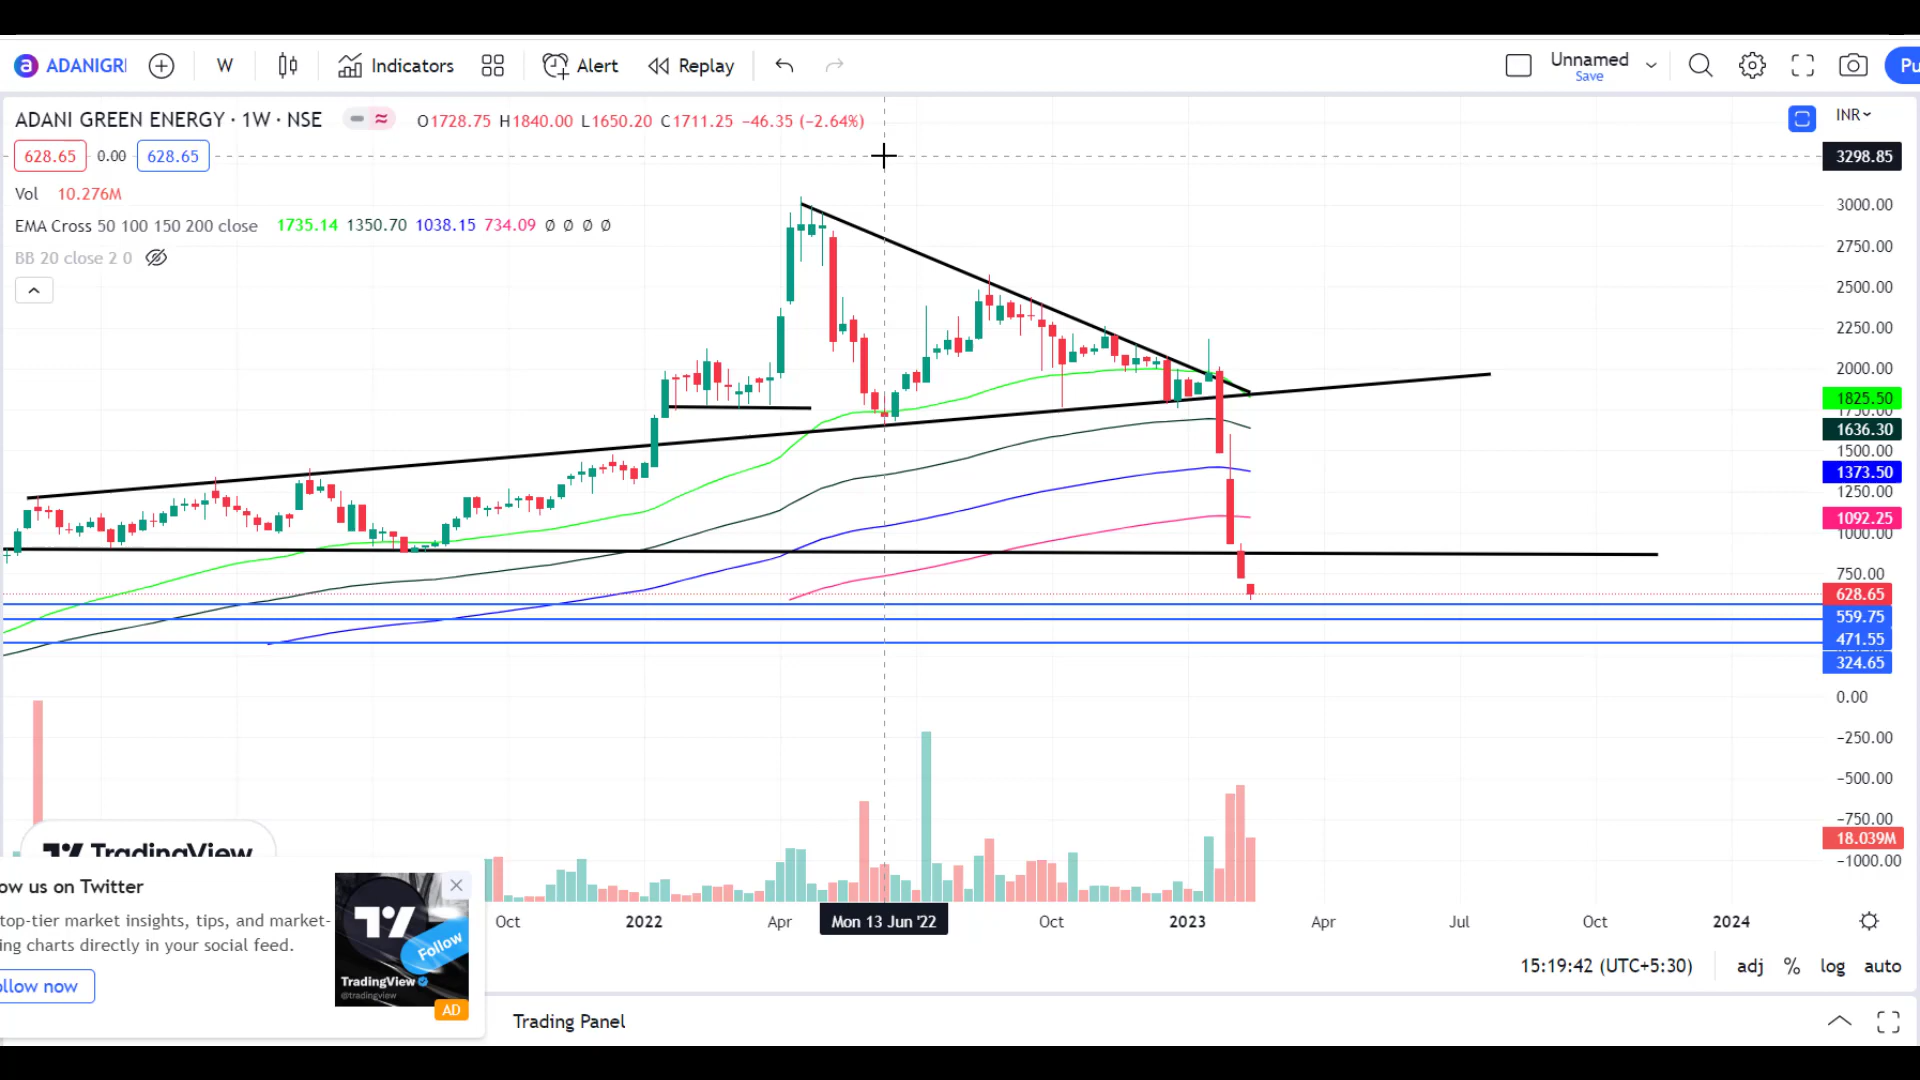 ADANIGRI
W
Indicators
Alert
Replay
Unnamed
Save
Pu
ADANI GREEN ENERGY · 1W · NSE
O1728.75 H1840.00 L1650.20 C1711.25 −46.35 (−2.64%)
INR
628.65 0.00 628.65
3298.85
Vol 10.276M
3000.00
EMA Cross 50 100 150 200 close 1735.14 1350.70 1038.15 734.09 Ø Ø Ø Ø
2750.00
BB 20 close 2 0
2500.00
2250.00
2000.00
1825.50
1750.00
1636.30
1500.00
1373.50
1250.00
1092.25
1000.00
750.00
628.65
559.75
471.55
324.65
0.00
−250.00
−500.00
−750.00
18.039M
−1000.00
TradingView
ow us on Twitter
top-tier market insights, tips, and market-
ing charts directly in your social feed.
ollow now
Follow
TradingView
@tradingview
AD
Oct 2022 Apr Mon 13 Jun '22 Oct 2023 Apr Jul Oct 2024
15:19:42 (UTC+5:30) adj % log auto
Trading Panel